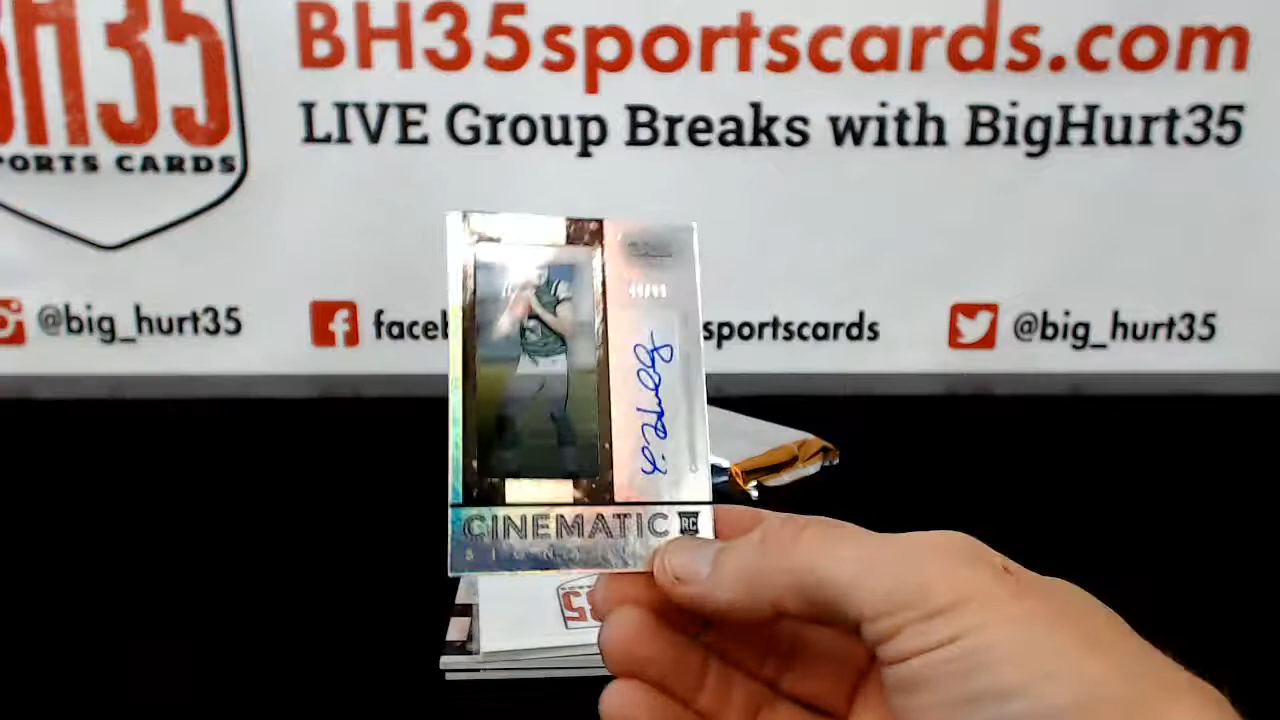 BH35sportscards.com
LIVE Group Breaks with BigHurt35
BH35
PORTS CARDS
@big_hurt35
faceb
sportscards
@big_hurt35
CINEMATIC RC